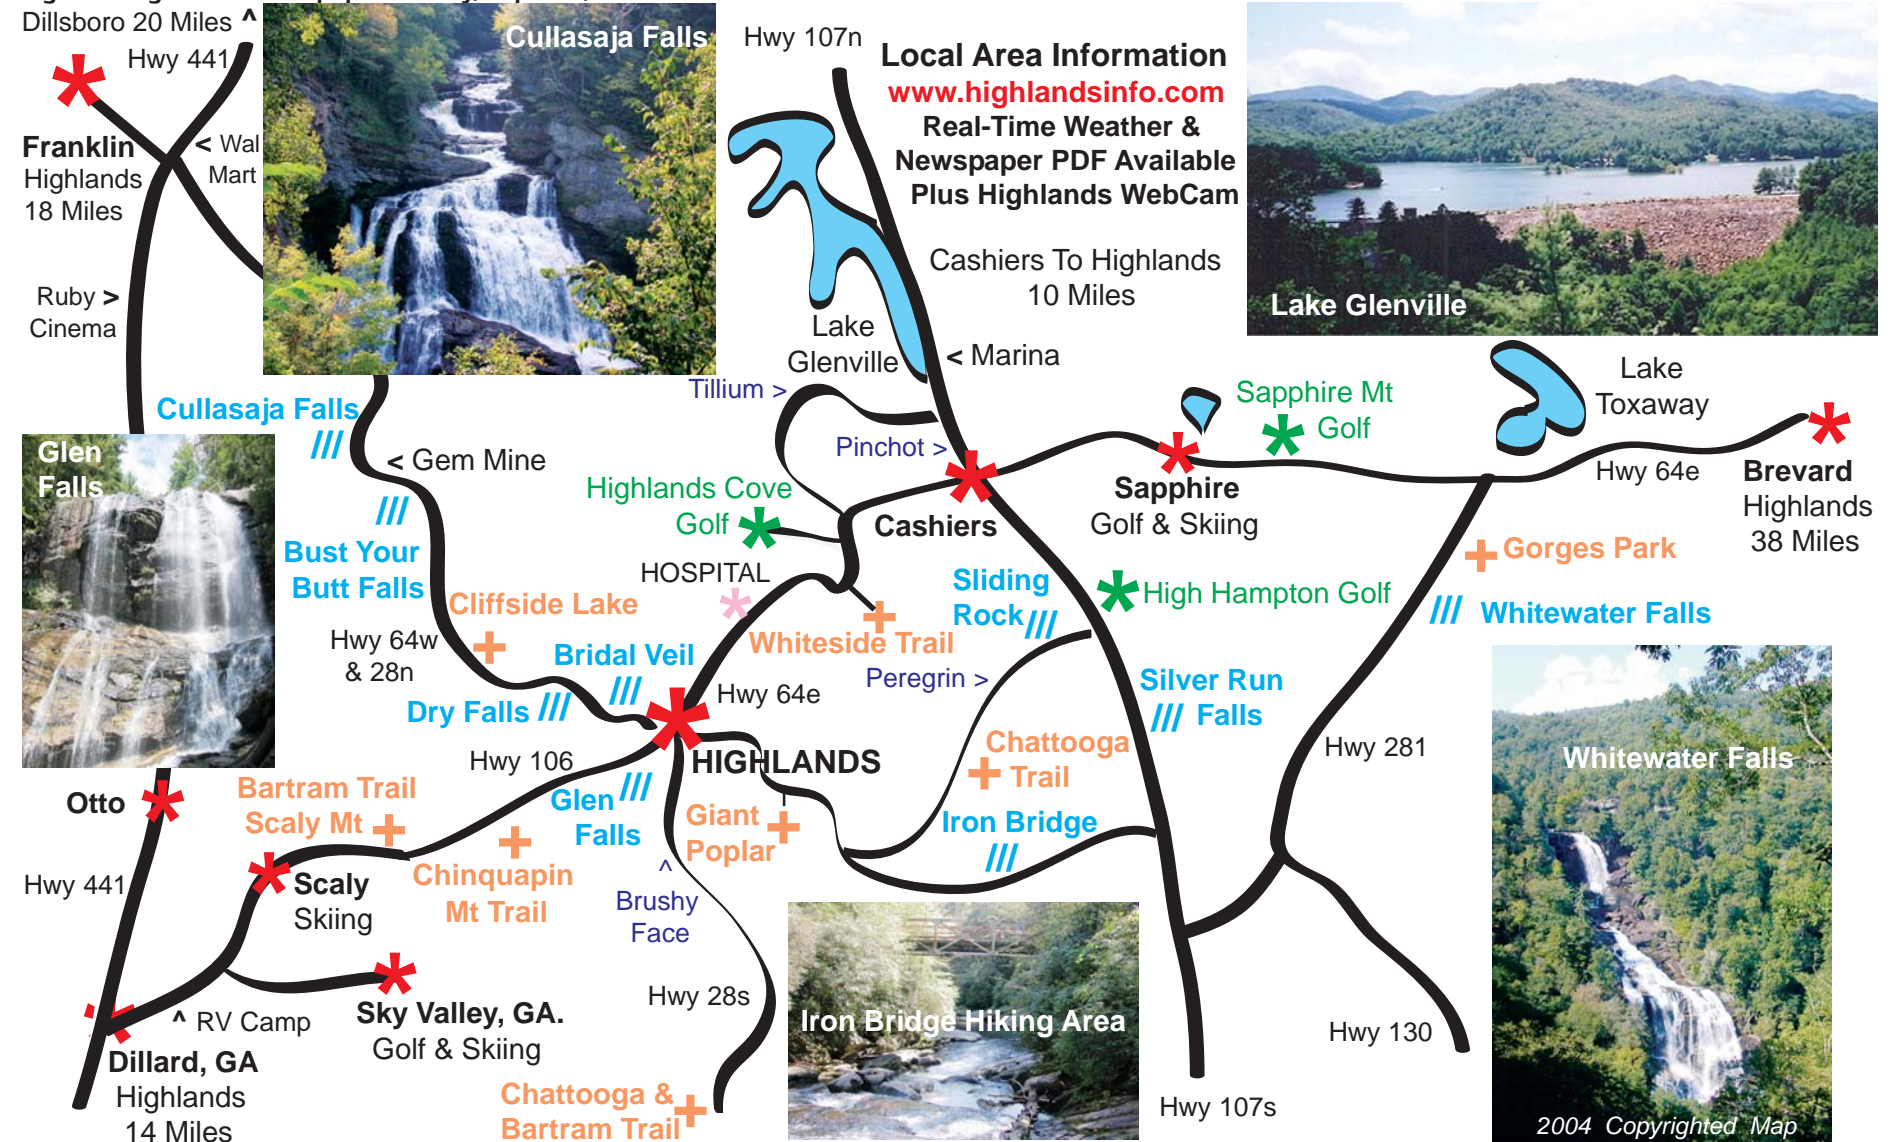 Dillsboro 20 Miles ^
Hwy 441
Franklin
Highlands
18 Miles
< Wal
Mart
Ruby >
Cinema
Cullasaja Falls
Hwy 107n
Local Area Information
www.highlandsinfo.com
Real-Time Weather &
Newspaper PDF Available
Plus Highlands WebCam
Cashiers To Highlands
10 Miles
Lake Glenville
Lake
Glenville
< Marina
Tillium >
Pinchot >
Sapphire Mt
Golf
Lake
Toxaway
Cullasaja Falls
< Gem Mine
Glen
Falls
Highlands Cove
Golf
Cashiers
Sapphire
Golf & Skiing
Hwy 64e
Brevard
Highlands
38 Miles
Bust Your
Butt Falls
HOSPITAL
Sliding
Rock
High Hampton Golf
Gorges Park
Whitewater Falls
Cliffside Lake
Hwy 64w
& 28n
Bridal Veil
Whiteside Trail
Peregrin >
Dry Falls
Hwy 64e
Silver Run
Falls
Hwy 281
Whitewater Falls
Hwy 106
HIGHLANDS
Chattooga
Trail
Otto
Bartram Trail
Scaly Mt
Glen
Falls
Giant
Poplar
Iron Bridge
Hwy 441
Scaly
Skiing
Chinquapin
Mt Trail
^
Brushy
Face
Hwy 28s
^ RV Camp
Sky Valley, GA.
Golf & Skiing
Iron Bridge Hiking Area
Hwy 130
Dillard, GA
Highlands
14 Miles
Chattooga &
Bartram Trail
Hwy 107s
2004 Copyrighted Map